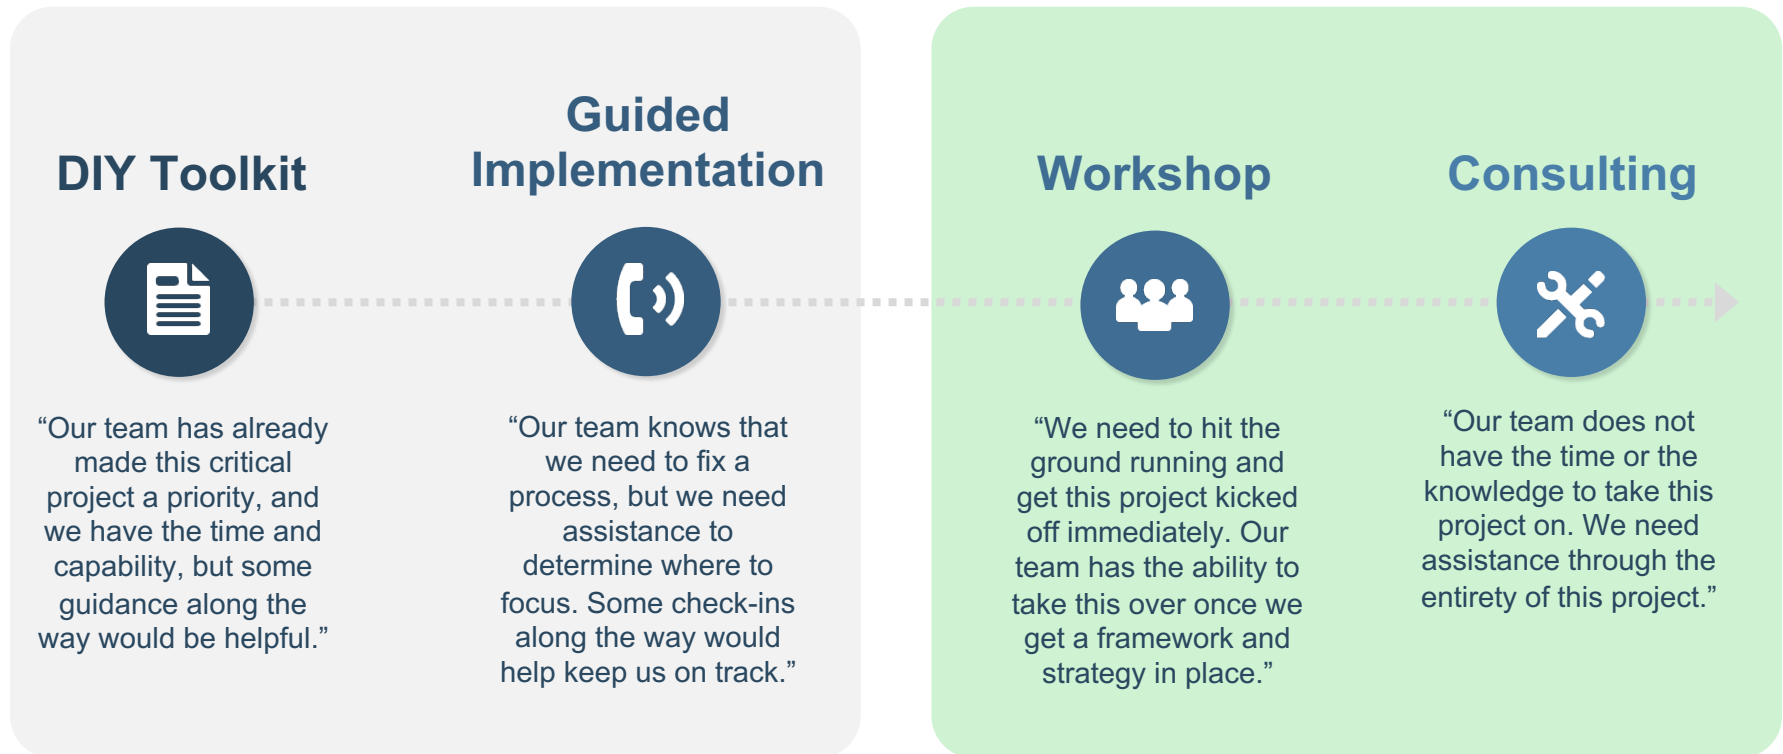 DIY Toolkit
“Our team has already
made this critical
project a priority, and
we have the time and
capability, but some
guidance along the
way would be helpful.”
Guided
Implementation
“Our team knows that
we need to fix a
process, but we need
assistance to
determine where to
focus. Some check-ins
along the way would
help keep us on track.”
Workshop
“We need to hit the
ground running and
get this project kicked
off immediately. Our
team has the ability to
take this over once we
get a framework and
strategy in place.”
Consulting
“Our team does not
have the time or the
knowledge to take this
project on. We need
assistance through the
entirety of this project.”